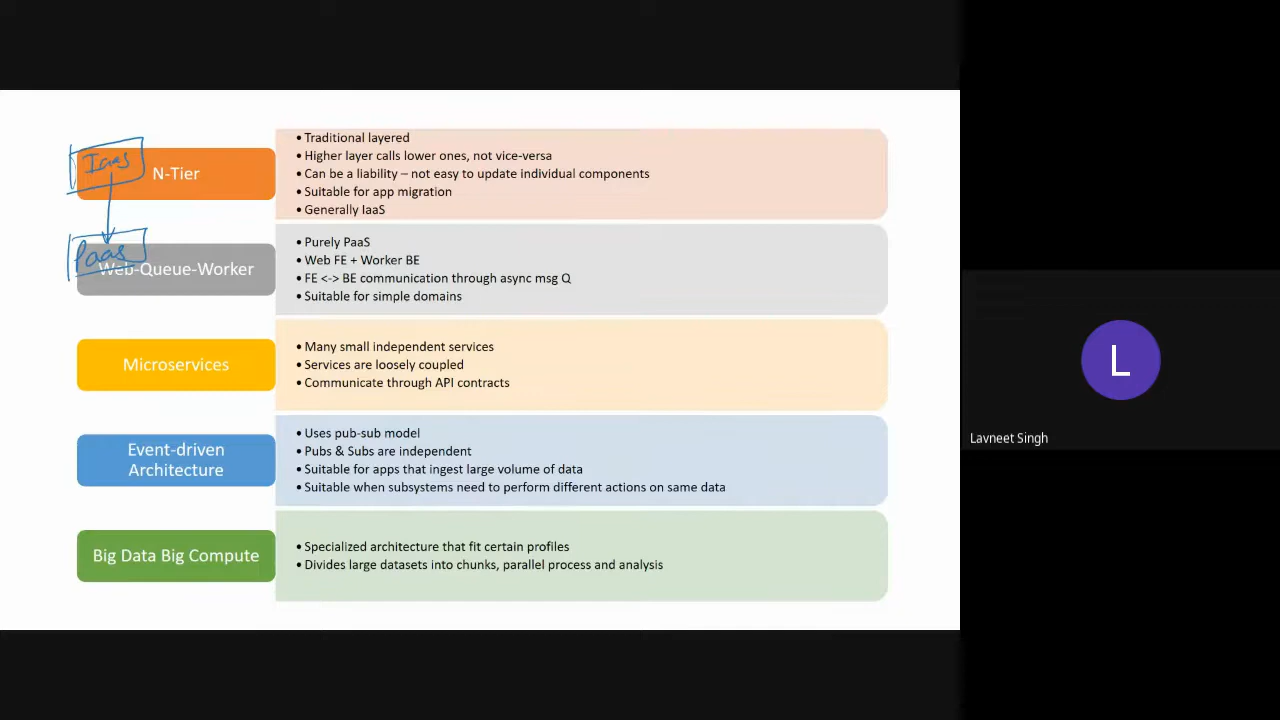 IaaS
N-Tier
• Traditional layered
• Higher layer calls lower ones, not vice-versa
• Can be a liability – not easy to update individual components
• Suitable for app migration
• Generally IaaS
PaaS
Web-Queue-Worker
• Purely PaaS
• Web FE + Worker BE
• FE <-> BE communication through async msg Q
• Suitable for simple domains
Microservices
• Many small independent services
• Services are loosely coupled
• Communicate through API contracts
Event-driven
Architecture
• Uses pub-sub model
• Pubs & Subs are independent
• Suitable for apps that ingest large volume of data
• Suitable when subsystems need to perform different actions on same data
Big Data Big Compute
• Specialized architecture that fit certain profiles
• Divides large datasets into chunks, parallel process and analysis
L
Lavneet Singh